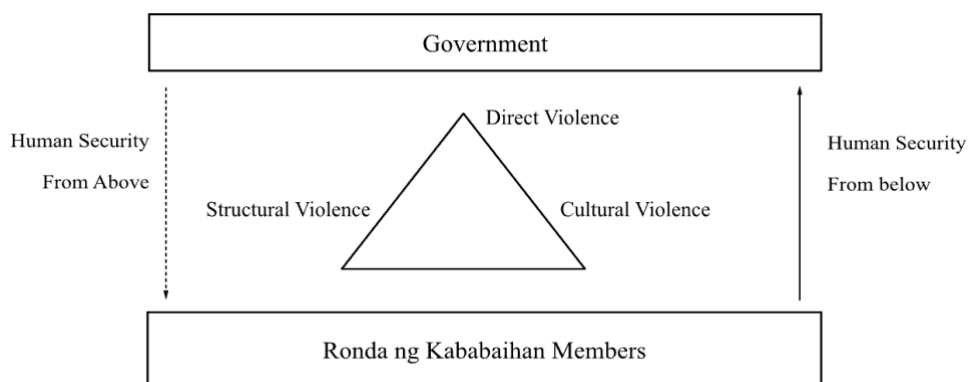 Government
Direct Violence
Human Security
From Above
Human Security
From below
Structural Violence
Cultural Violence
Ronda ng Kababaihan Members